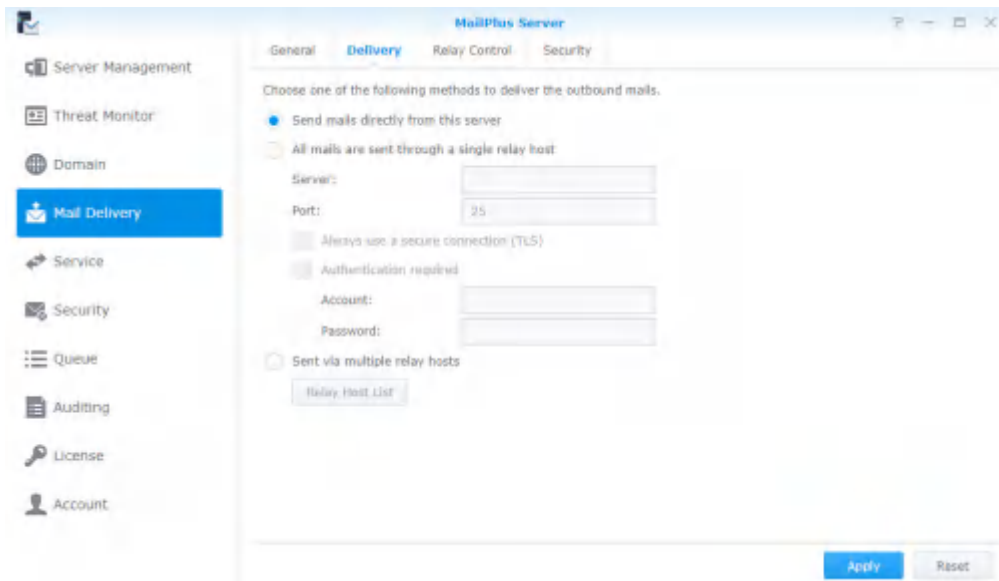 MailPlus Server
General Delivery Relay Control Security
Server Management
Threat Monitor
Domain
Mail Delivery
Service
Security
Queue
Auditing
License
Account
Choose one of the following methods to deliver the outbound mails.
Send mails directly from this server
All mails are sent through a single relay host
Server:
Port: 25
Always use a secure connection (TLS)
Authentication required
Account:
Password:
Sent via multiple relay hosts
Relay Host List
Apply Reset